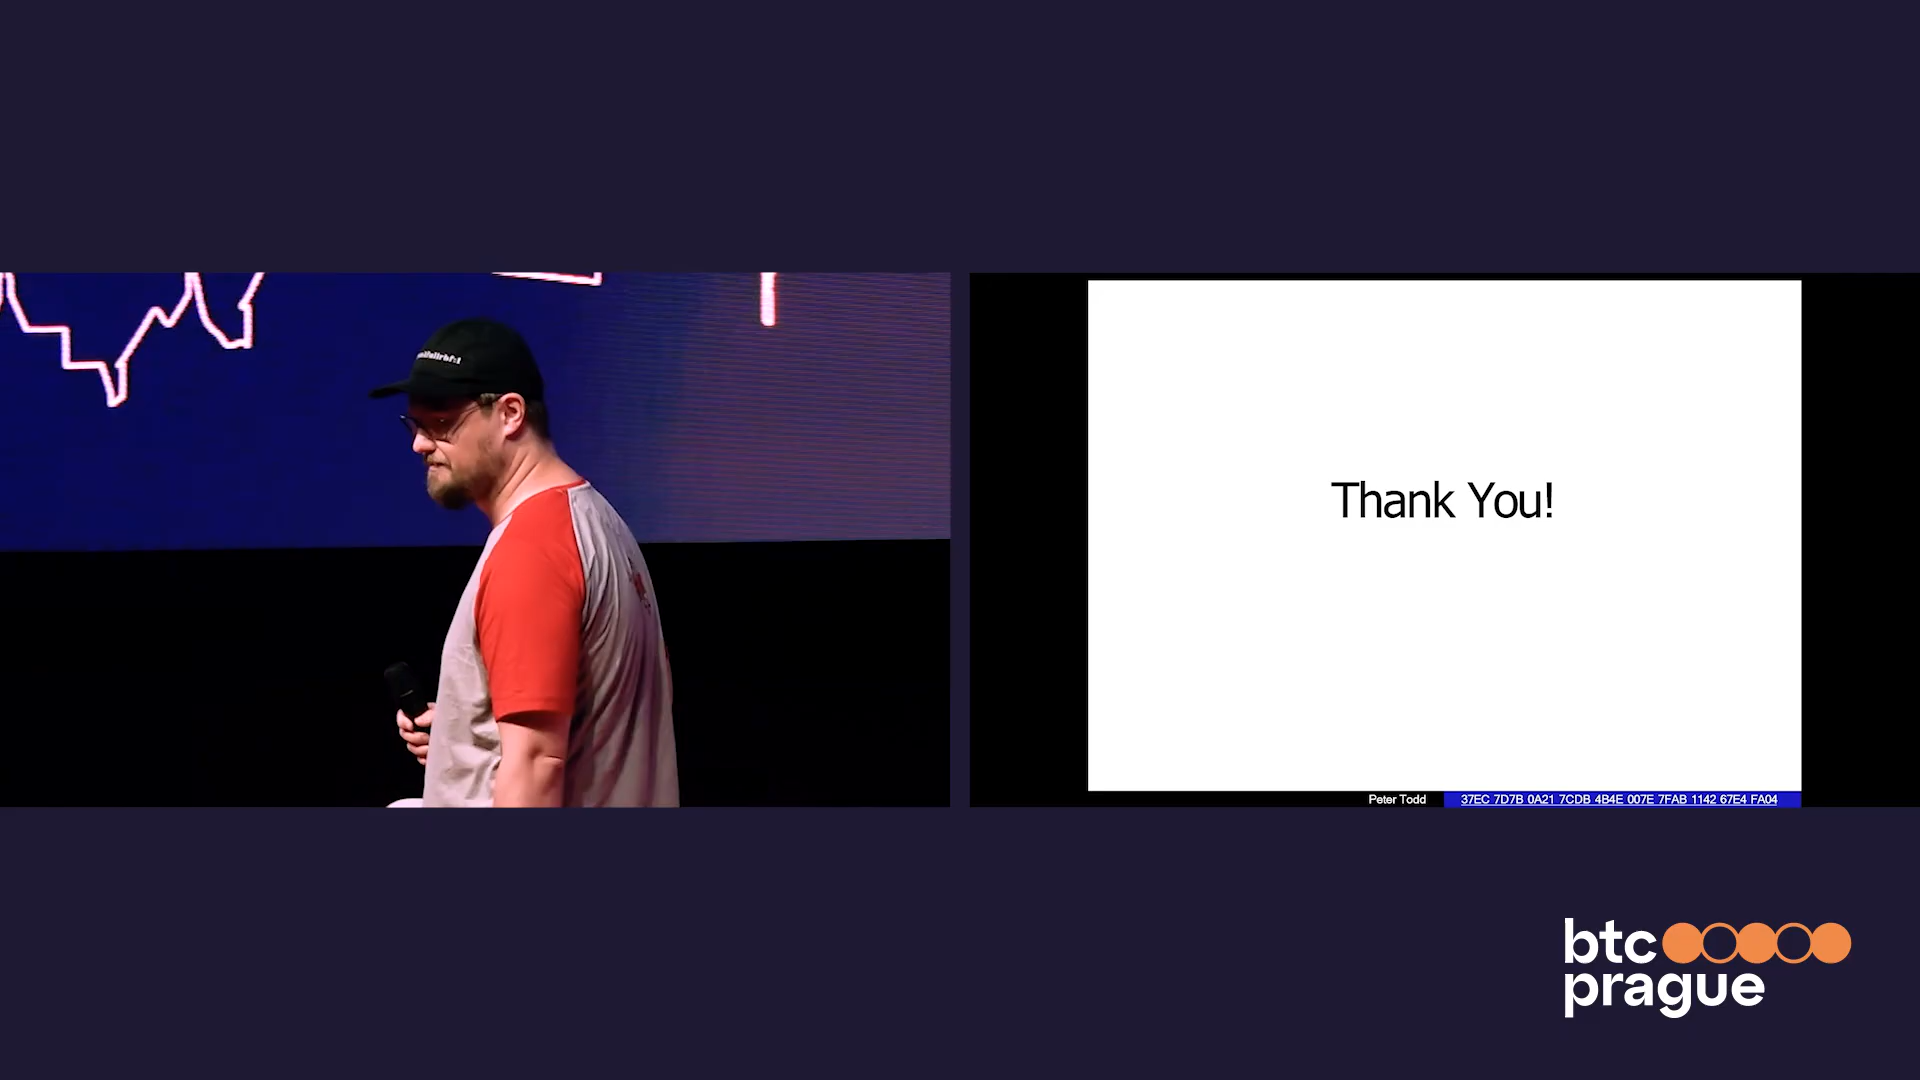 Thank You!
Peter Todd
37EC 7D7B 0A21 7CDB 4B4E 007E 7FAB 1142 67E4 FA04
btc
prague